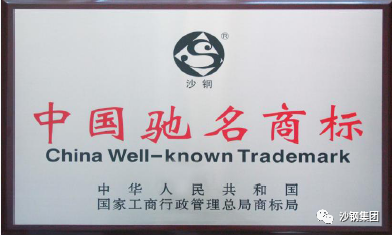 ®
沙钢
中国驰名商标
China Well-known Trademark
中华人民共和国
国家工商行政管理总局商标局
沙钢集团